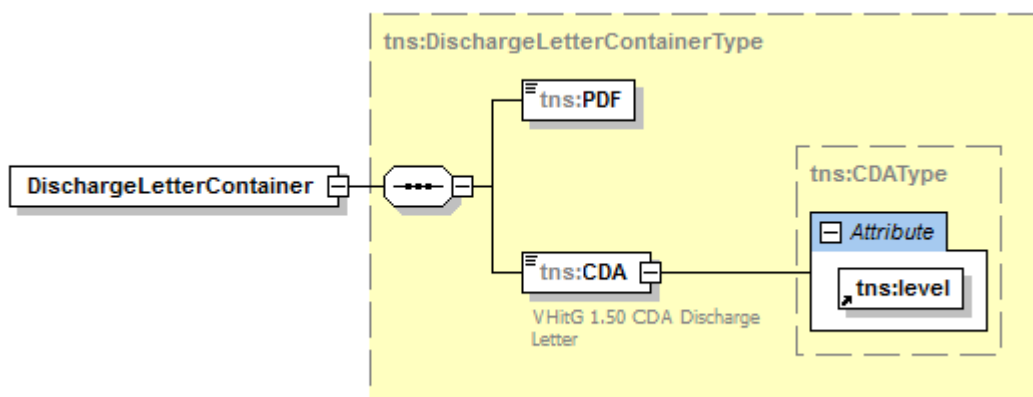 tns:DischargeLetterContainerType
tns:PDF
DischargeLetterContainer
tns:CDAType
Attribute
tns:CDA
tns:level
VHitG 1.50 CDA Discharge
Letter